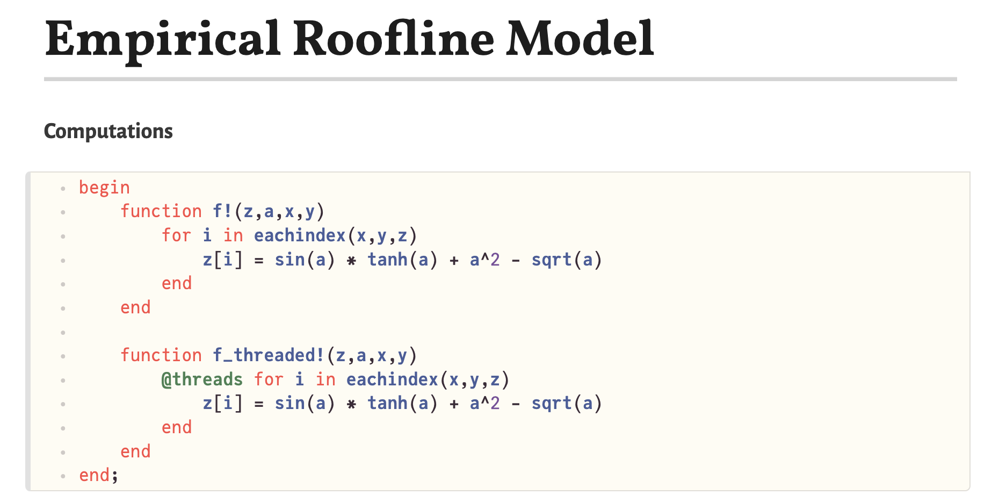 Empirical Roofline Model
Computations
begin
    function f!(z,a,x,y)
        for i in eachindex(x,y,z)
            z[i] = sin(a) * tanh(a) + a^2 - sqrt(a)
        end
    end

    function f_threaded!(z,a,x,y)
        @threads for i in eachindex(x,y,z)
            z[i] = sin(a) * tanh(a) + a^2 - sqrt(a)
        end
    end
end;